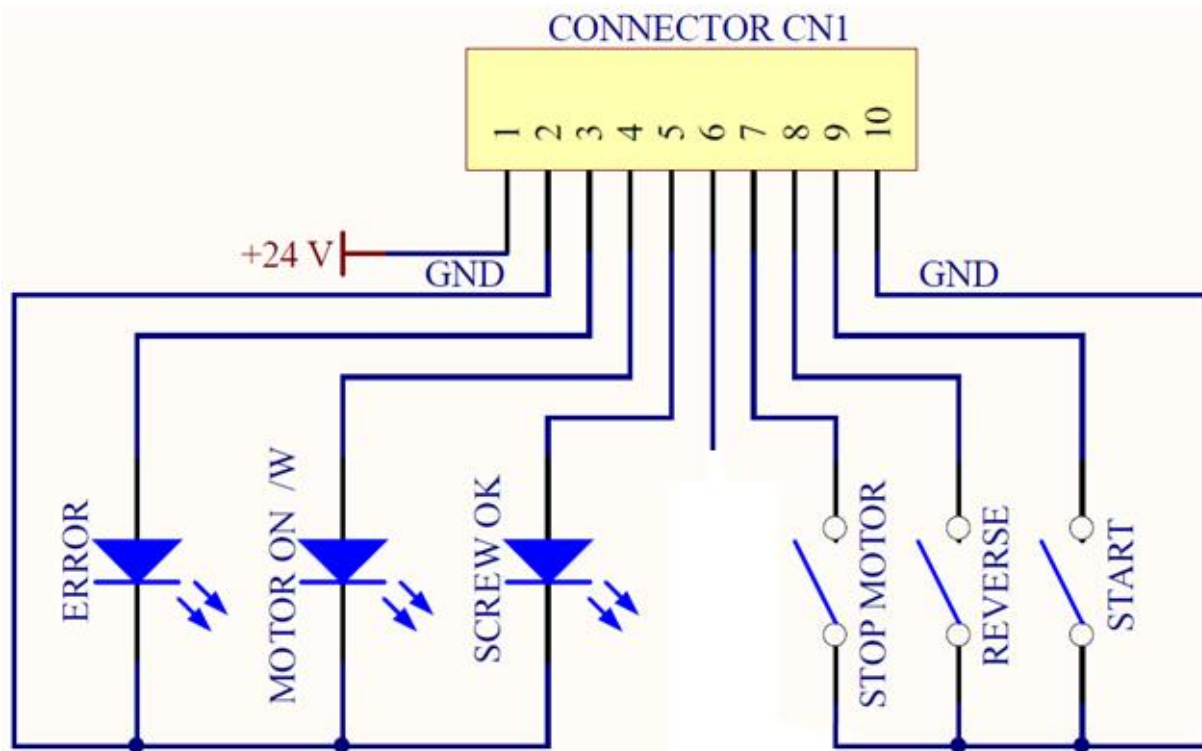 CONNECTOR CN1
1 2 3 4 5 6 7 8 9 10
+24 V
GND
GND
ERROR
MOTOR ON /W
SCREW OK
STOP MOTOR
REVERSE
START